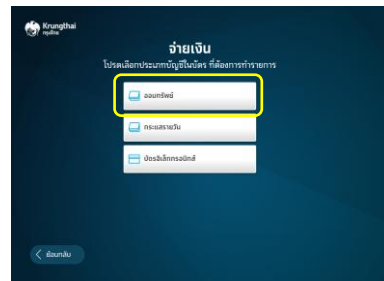 Krungthai
กรุงไทย
จ่ายเงิน
โปรดเลือกประเภทบัญชีในบัตร ที่ต้องการทำรายการ
ออมทรัพย์
กระแสรายวัน
บัตรอิเล็กทรอนิกส์
ย้อนกลับ